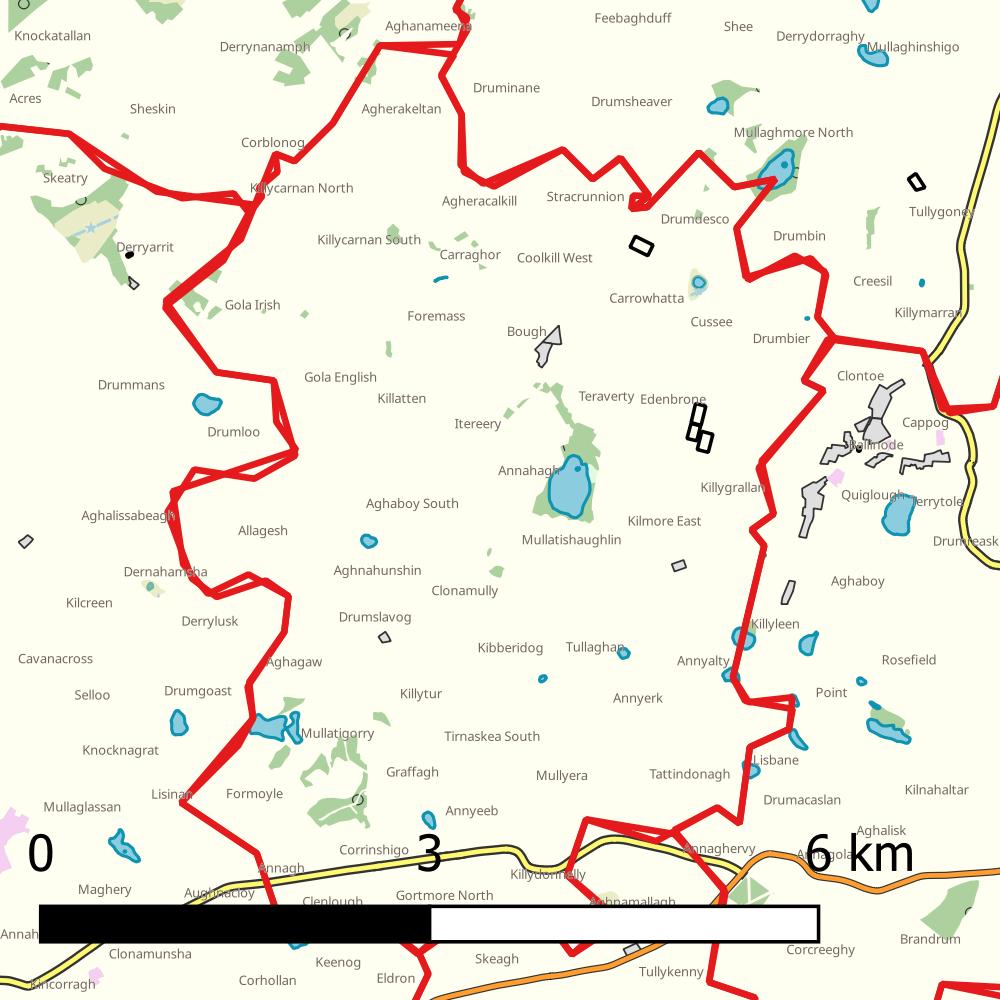 Feebaghduff
Aghanameena
Shee
Knockatallan
Derrydorraghy
Derrynanamph
Mullaghinshigo
Druminane
Acres
Drumsheaver
Sheskin
Agherakeltan
Mullaghmore North
Corblonog
Skeatry
Killycarnan North
Stracrunnion
Agheracalkill
Tullygoney
Drumdesco
Drumbin
Killycarnan South
Derryarrit
Carraghor
Coolkill West
Creesil
Carrowhatta
Gola Irish
Killymarran
Foremass
Cussee
Bough
Drumbier
Gola English
Clontoe
Drummans
Killatten
Teraverty
Edenbrone
Cappog
Itereery
Drumloo
Ballinode
Annahagh
Killygrallan
Quiglough
Derrytole
Aghaboy South
Aghalissabeagh
Kilmore East
Allagesh
Mullatishaughlin
Drumreask
Dernahamsha
Aghnahunshin
Aghaboy
Clonamully
Kilcreen
Drumslavog
Derrylusk
Killyleen
Kibberidog
Tullaghan
Cavanacross
Aghagaw
Annyalty
Rosefield
Selloo
Drumgoast
Killytur
Annyerk
Point
Mullatigorry
Tirnaskea South
Knocknagrat
Lisbane
Graffagh
Mullyera
Tattindonagh
Lisinan
Formoyle
Kilnahaltar
Drumacaslan
Mullaglassan
Annyeeb
Aghalisk
Corrinshigo
Annaghervy
Annagola
0 3 6 km
Annagh
Killydonnelly
Maghery
Aughnacloy
Gortmore North
Clenlough
Aghnamallagh
Annah
Brandrum
Clonamunsha
Corcreeghy
Keenog
Skeagh
Tullykenny
Corhollan
Eldron
Kincorragh